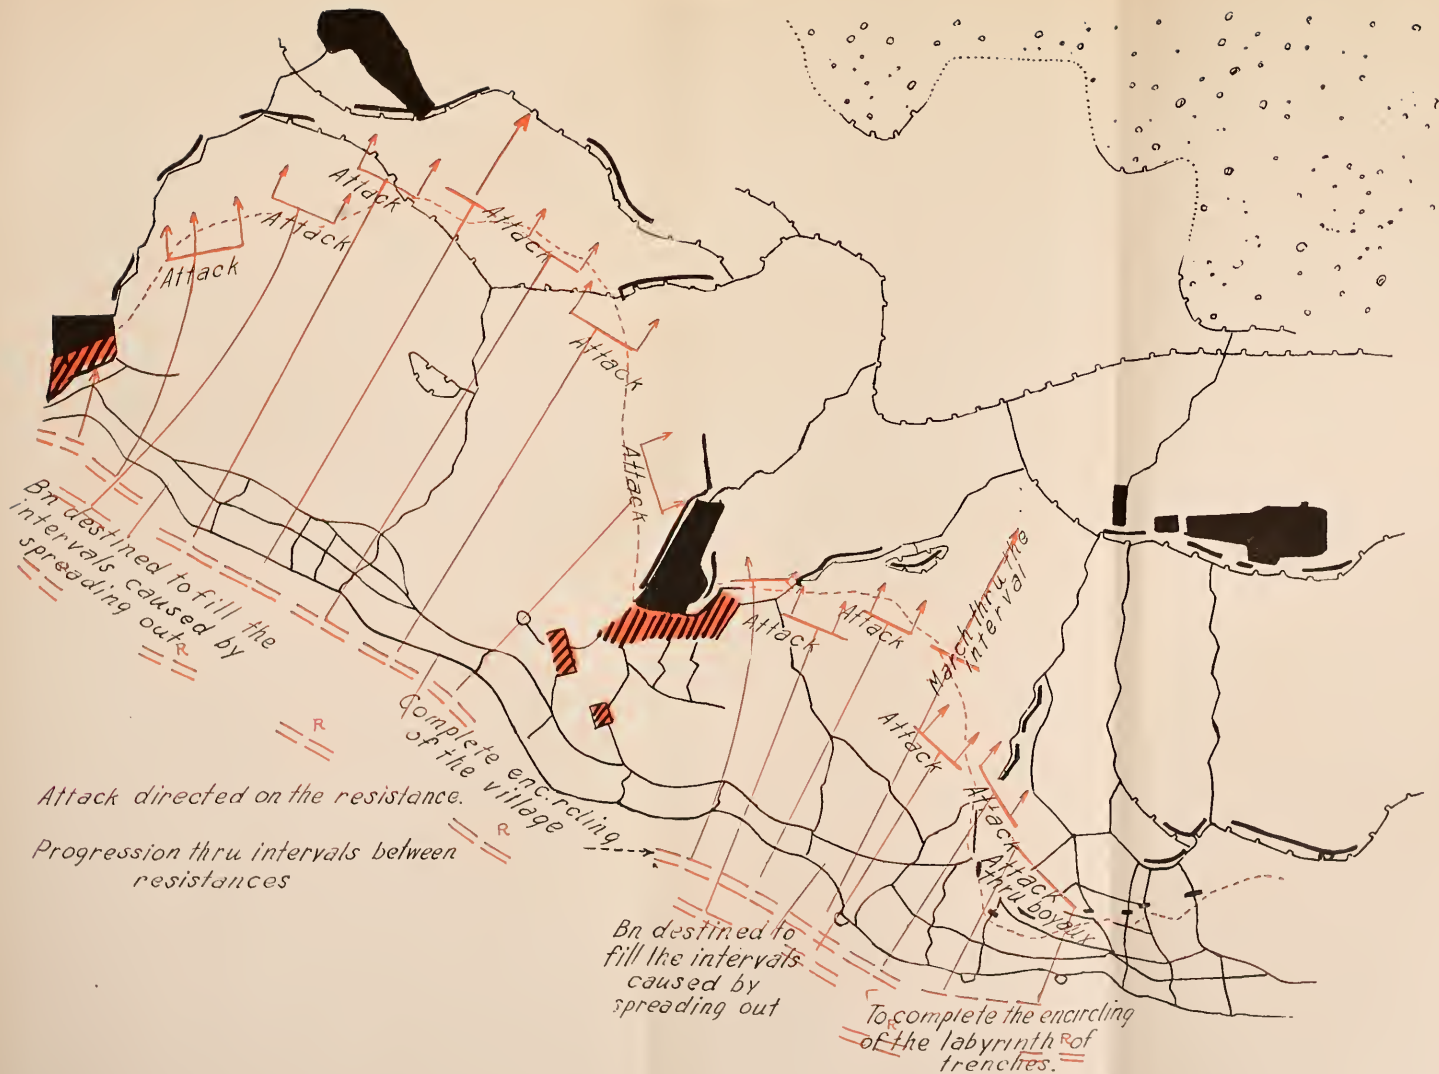 Attack
Attack
Attack
Attack
Attack
Attack
Attack
Attack
March thru the
interval
Attack
Attack
Attack
thru boyaux
Bn destined to fill the
intervals caused by
spreading out
R
R
Complete encircling
of the village
R
Attack directed on the resistance.
Progression thru intervals between
resistances
Bn destined to
fill the intervals
caused by
spreading out
To complete the encircling
of the labyrinth of
trenches.
R
R